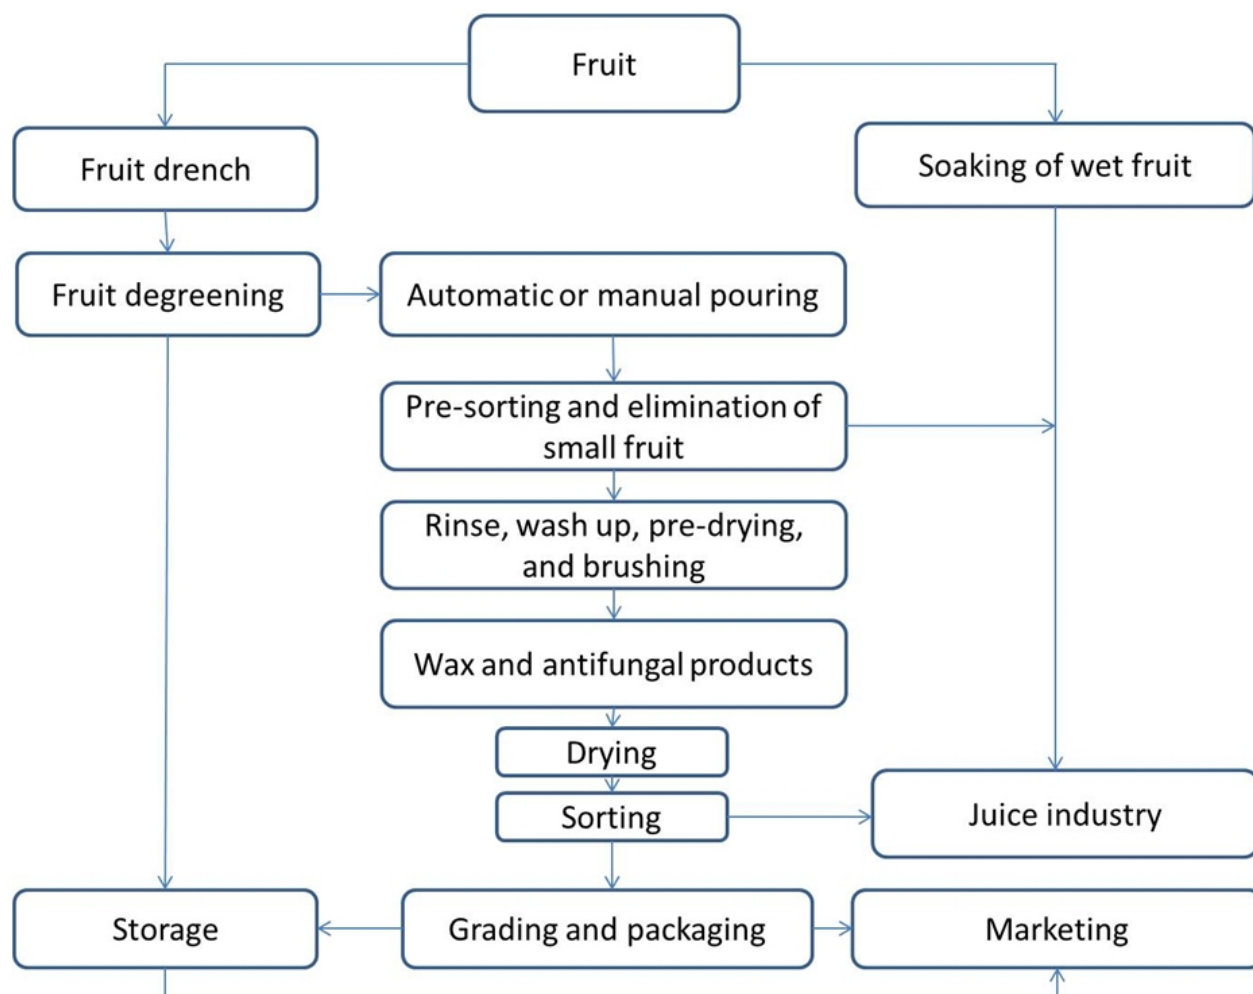 Fruit
Fruit drench
Soaking of wet fruit
Fruit degreening
Automatic or manual pouring
Pre-sorting and elimination of
small fruit
Rinse, wash up, pre-drying,
and brushing
Wax and antifungal products
Drying
Sorting
Juice industry
Storage
Grading and packaging
Marketing